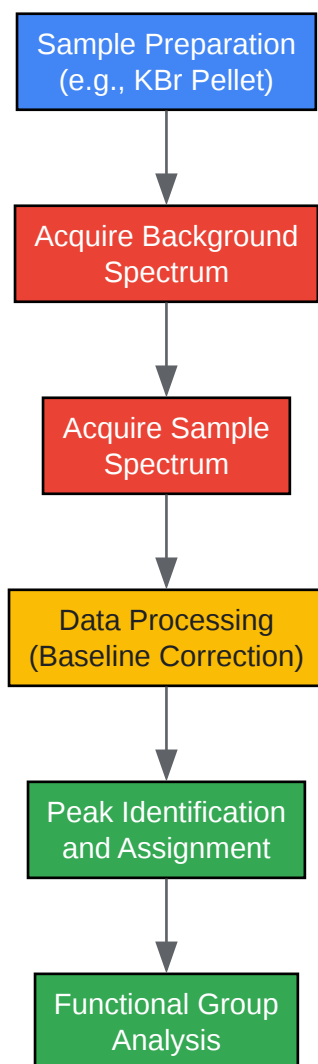 Sample Preparation
(e.g., KBr Pellet)
Acquire Background
Spectrum
Acquire Sample
Spectrum
Data Processing
(Baseline Correction)
Peak Identification
and Assignment
Functional Group
Analysis